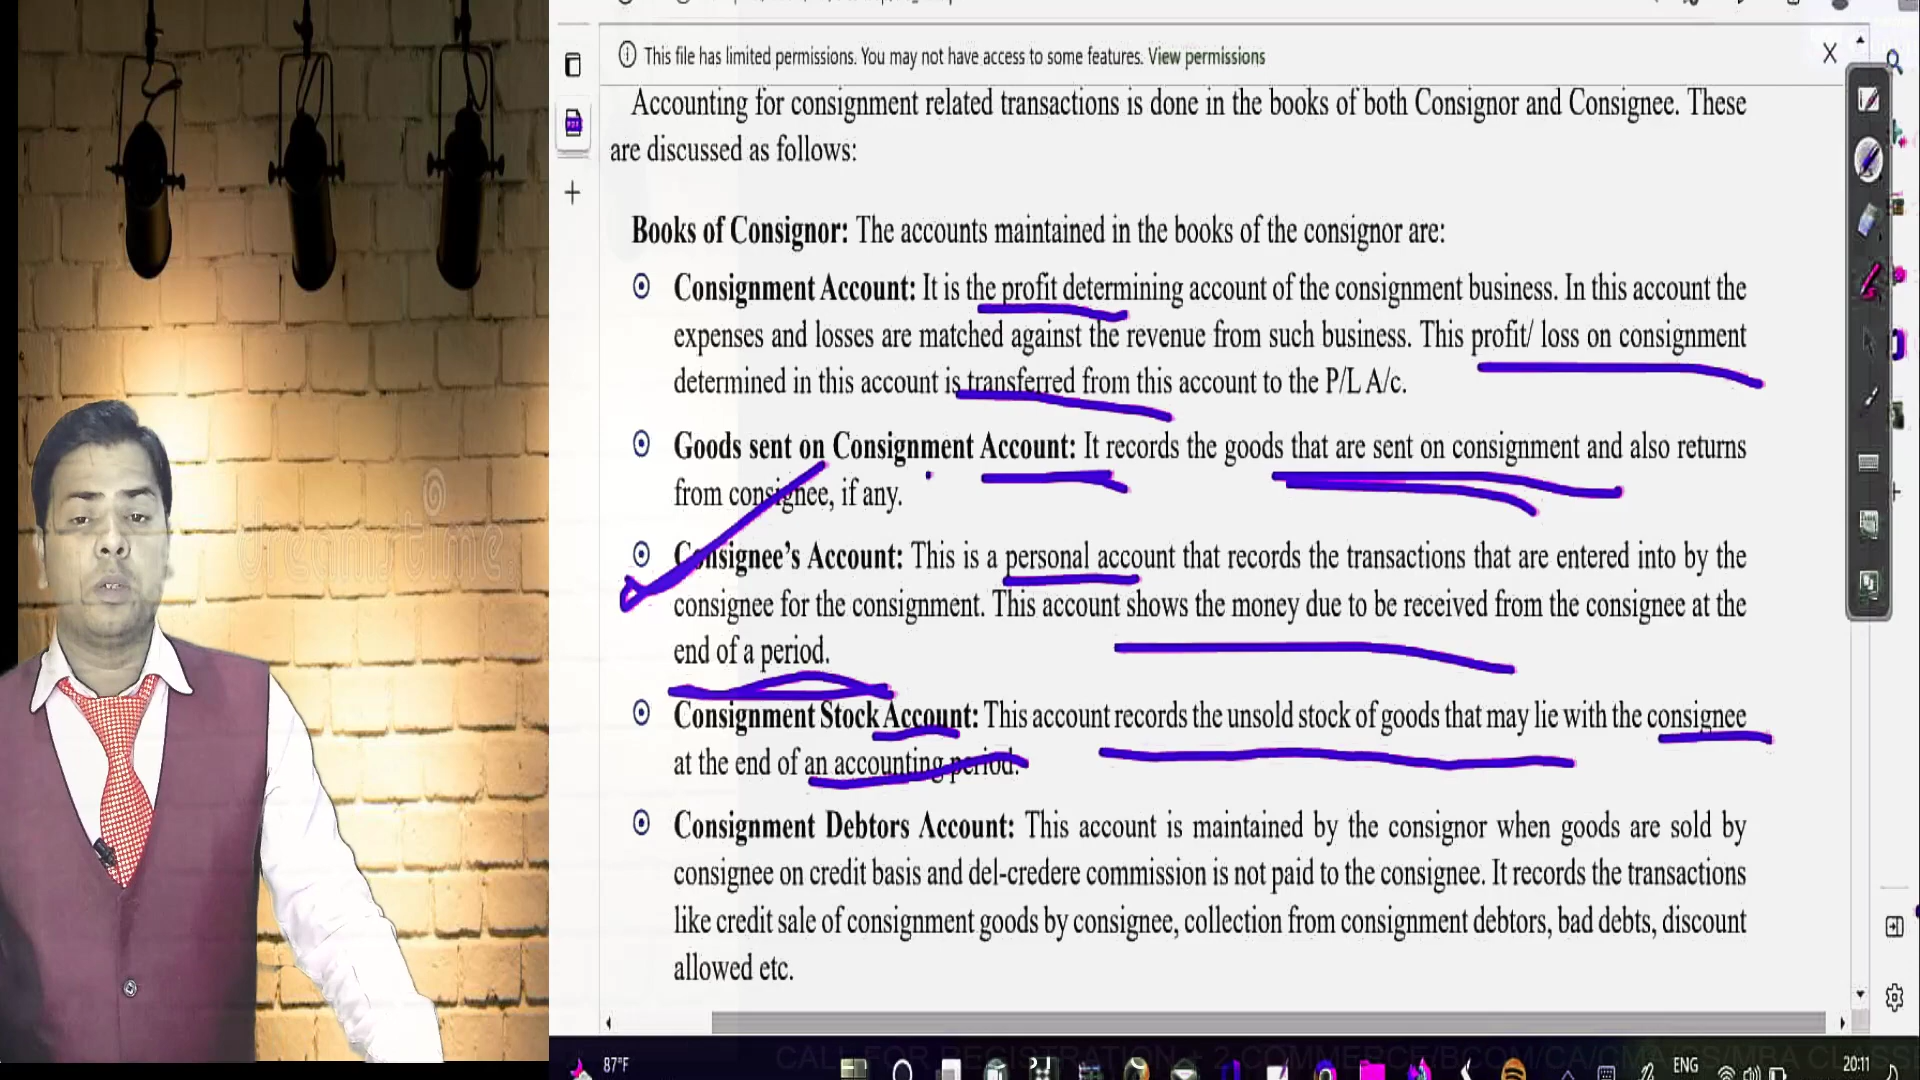 This file has limited permissions. You may not have access to some features. View permissions
Accounting for consignment related transactions is done in the books of both Consignor and Consignee. These
are discussed as follows:
Books of Consignor: The accounts maintained in the books of the consignor are:
Consignment Account: It is the profit determining account of the consignment business. In this account the
expenses and losses are matched against the revenue from such business. This profit/ loss on consignment
determined in this account is transferred from this account to the P/L A/c.
Goods sent on Consignment Account: It records the goods that are sent on consignment and also returns
from consignee, if any.
Consignee's Account: This is a personal account that records the transactions that are entered into by the
consignee for the consignment. This account shows the money due to be received from the consignee at the
end of a period.
Consignment Stock Account: This account records the unsold stock of goods that may lie with the consignee
at the end of an accounting period.
Consignment Debtors Account: This account is maintained by the consignor when goods are sold by
consignee on credit basis and del-credere commission is not paid to the consignee. It records the transactions
like credit sale of consignment goods by consignee, collection from consignment debtors, bad debts, discount
allowed etc.
dreamstime
87°F
CALL FOR REGISTRATION
ENG
20:11